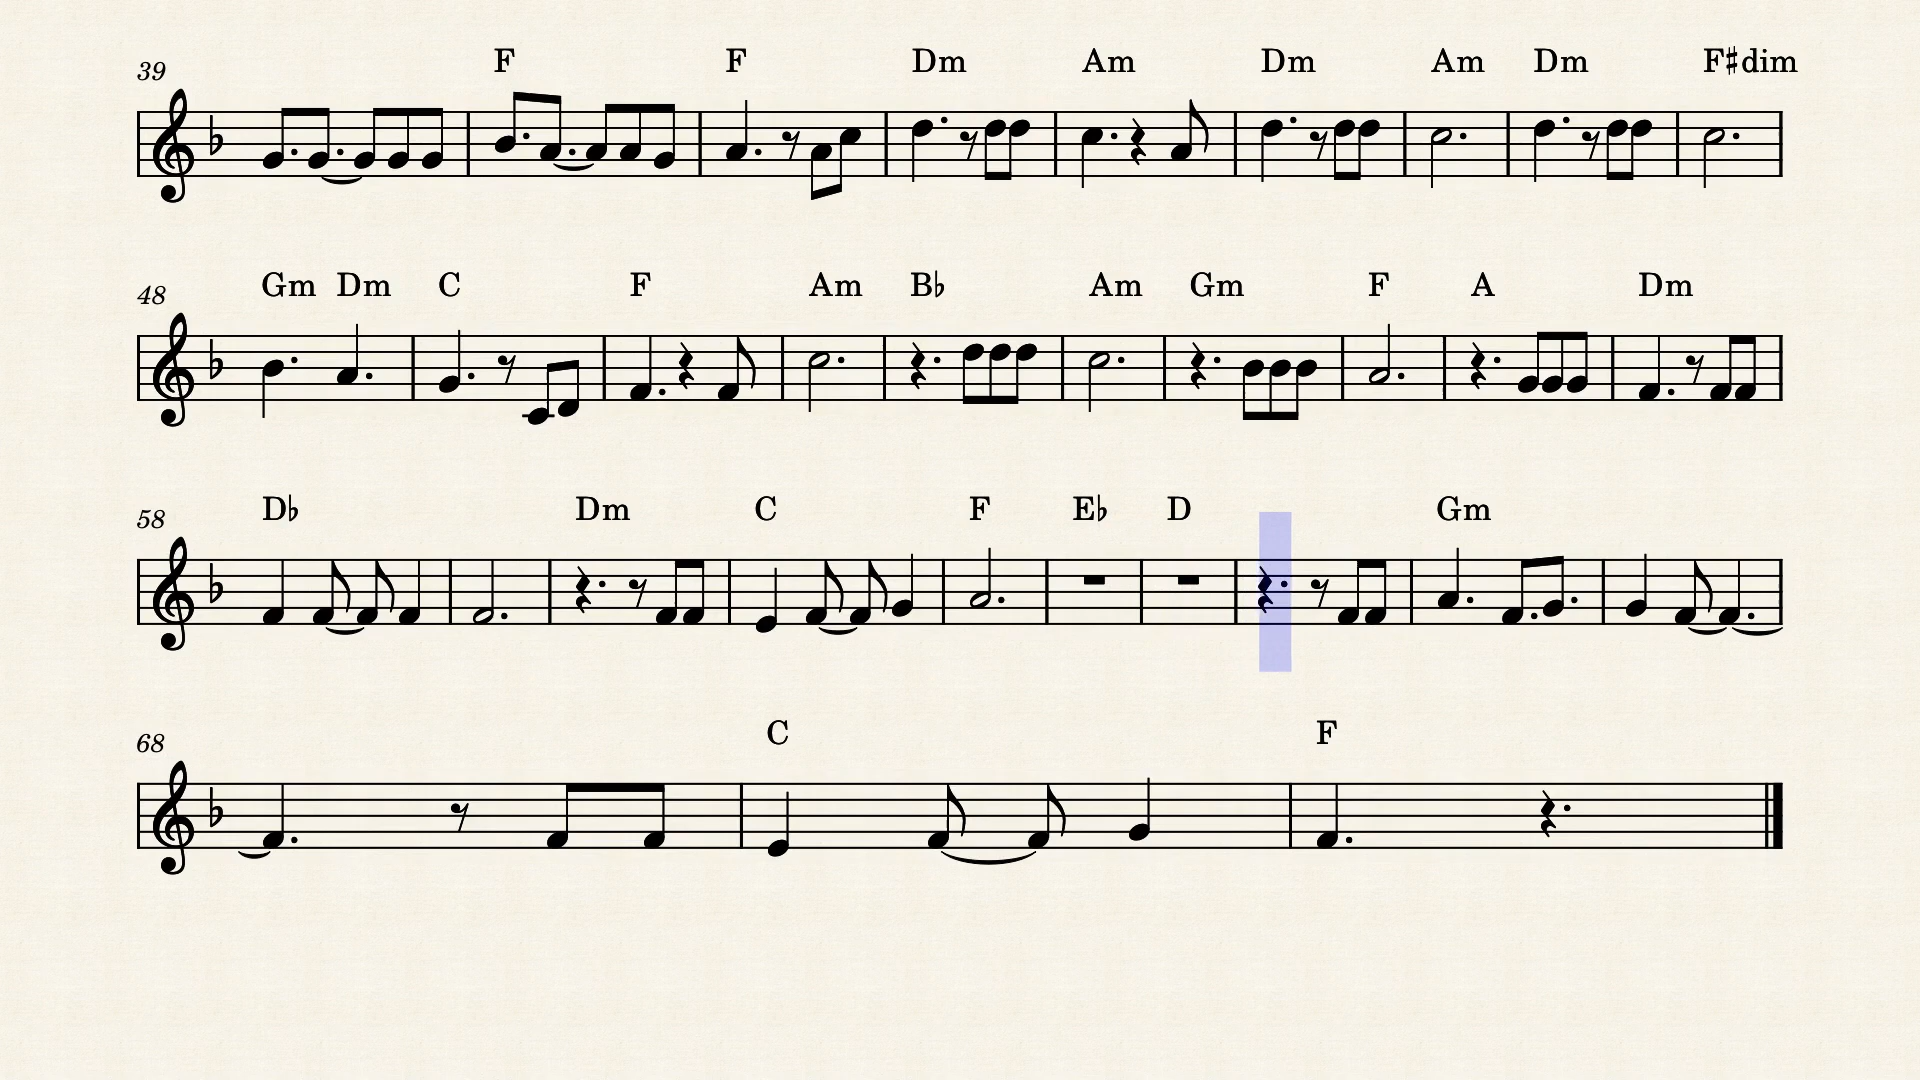 F F Dm Am Dm Am Dm F♯dim
39
Gm Dm C F Am B♭ Am Gm F A Dm
48
D♭ Dm C F E♭ D Gm
58
C F
68